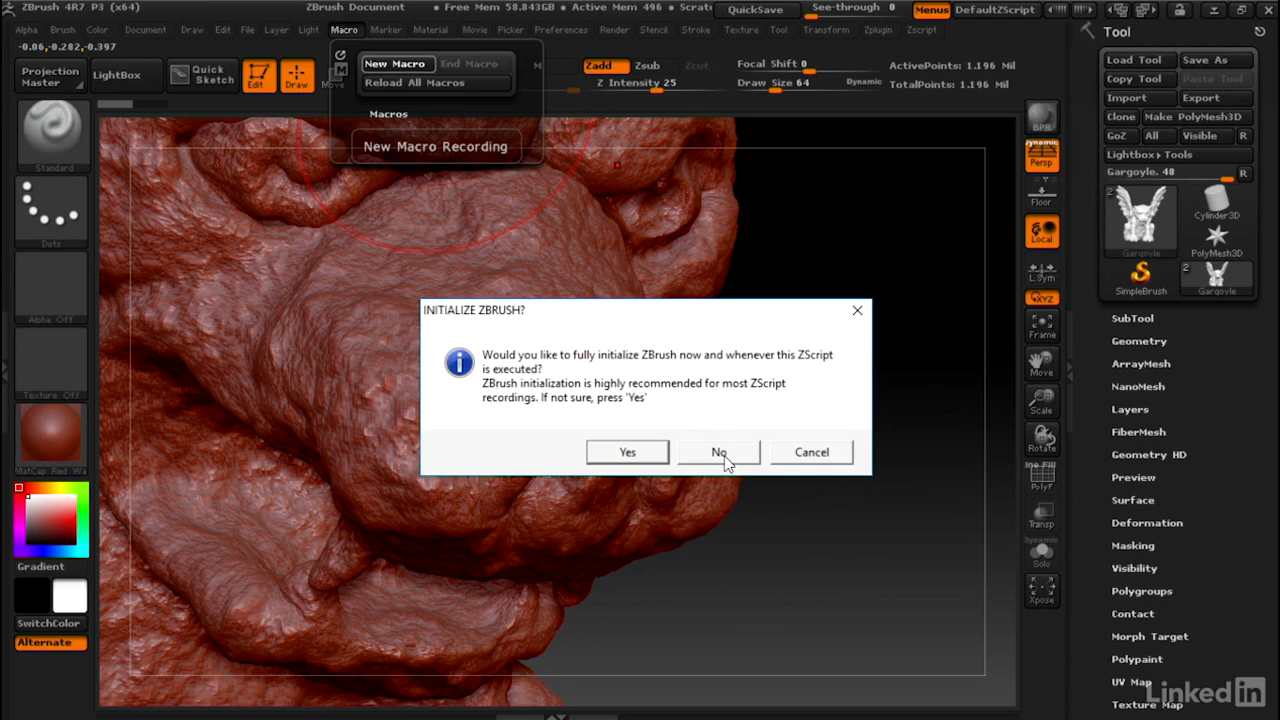 ZBrush 4R7 P3 (x64)
ZBrush Document
• Free Mem 58.843GB • Active Mem 496 • Scrat
QuickSave
See-through 0
Menus
DefaultZScript
Alpha Brush Color Document Draw Edit File Layer Light Macro Marker Material Movie Picker Preferences Render Stencil Stroke Texture Tool Transform Zplugin Zscript
-0.06,-0.282,-0.397
Projection
Master
LightBox
Quick
Sketch
Edit
Draw
Move
New Macro
End Macro
Reload All Macros
Macros
New Macro Recording
M
Zadd
Zsub
Zcut
Z Intensity 25
Focal Shift 0
Draw Size 64
Dynamic
ActivePoints: 1.196 Mil
TotalPoints: 1.196 Mil
Standard
Dots
Alpha Off
Texture Off
MatCap Red Wa
Gradient
SwitchColor
Alternate
INITIALIZE ZBRUSH?
Would you like to fully initialize ZBrush now and whenever this ZScript
is executed?
ZBrush initialization is highly recommended for most ZScript
recordings. If not sure, press 'Yes'
Yes
No
Cancel
BPR
Dynamic
Persp
Floor
Local
L.Sym
XYZ
Frame
Move
Scale
Rotate
Line Fill
PolyF
Transp
Dynamic
Solo
Xpose
Tool
Load Tool
Save As
Copy Tool
Paste Tool
Import
Export
Clone
Make PolyMesh3D
GoZ
All
Visible
R
Lightbox▸Tools
Gargoyle. 48
R
2
Gargoyle
Cylinder3D
PolyMesh3D
SimpleBrush
2
Gargoyle
SubTool
Geometry
ArrayMesh
NanoMesh
Layers
FiberMesh
Geometry HD
Preview
Surface
Deformation
Masking
Visibility
Polygroups
Contact
Morph Target
Polypaint
UV Map
Texture Map
Linked in